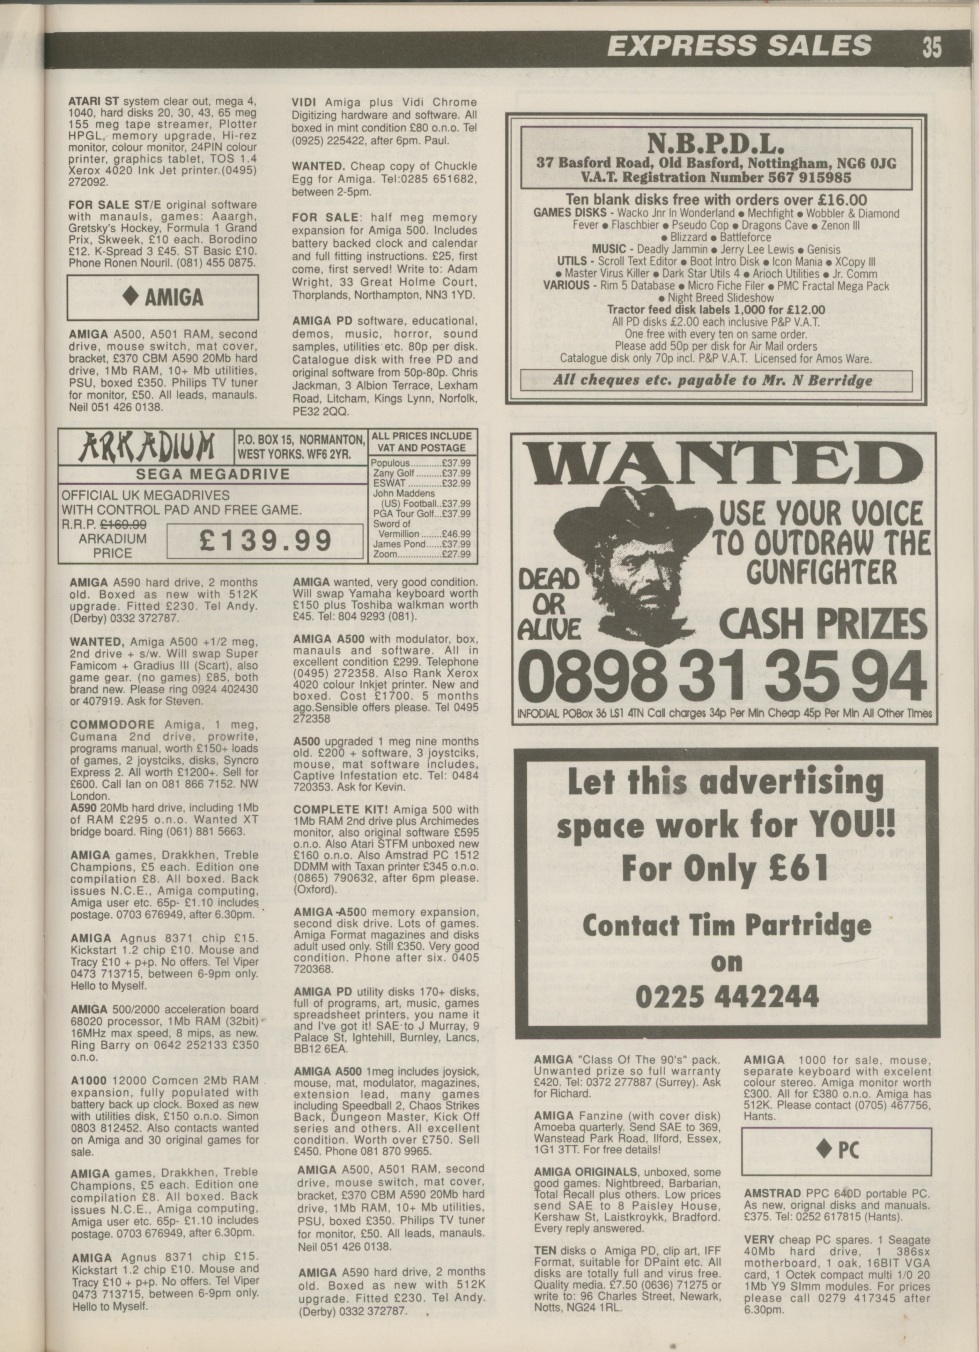 EXPRESS SALES 35
ATARI ST system clear out, mega 4,
1040, hard disks 20, 30, 43, 65 meg
155 meg tape streamer, Plotter
HPGL, memory upgrade, Hi-rez
monitor, colour monitor, 24PIN colour
printer, graphics tablet, TOS 1.4
Xerox 4020 Ink Jet printer.(0495)
272092.
FOR SALE ST/E original software
with manauls, games: Aaargh,
Gretsky's Hockey, Formula 1 Grand
Prix, Skweek, £10 each. Borodino
£12. K-Spread 3 £45. ST Basic £10.
Phone Ronen Nouril. (081) 455 0875.
♦ AMIGA
AMIGA A500, A501 RAM, second
drive, mouse switch, mat cover,
bracket, £370 CBM A590 20Mb hard
drive, 1Mb RAM, 10+ Mb utilities,
PSU, boxed £350. Philips TV tuner
for monitor, £50. All leads, manauls.
Neil 051 426 0138.
VIDI Amiga plus Vidi Chrome
Digitizing hardware and software. All
boxed in mint condition £80 o.n.o. Tel
(0925) 225422, after 6pm. Paul.
WANTED. Cheap copy of Chuckle
Egg for Amiga. Tel:0285 651682,
between 2-5pm.
FOR SALE: half meg memory
expansion for Amiga 500. Includes
battery backed clock and calendar
and full fitting instructions. £25, first
come, first served! Write to: Adam
Wright, 33 Great Holme Court,
Thorplands, Northampton, NN3 1YD.
AMIGA PD software, educational,
demos, music, horror, sound
samples, utilities etc. 80p per disk.
Catalogue disk with free PD and
original software from 50p-80p. Chris
Jackman, 3 Albion Terrace, Lexham
Road, Litcham, Kings Lynn, Norfolk,
PE32 2QQ.
ARKADIUM
P.O. BOX 15, NORMANTON,
WEST YORKS. WF6 2YR.
SEGA MEGADRIVE
OFFICIAL UK MEGADRIVES
WITH CONTROL PAD AND FREE GAME.
R.R.P. £169.99
ARKADIUM
PRICE
£139.99
ALL PRICES INCLUDE
VAT AND POSTAGE
Populous...........£37.99
Zany Golf .........£37.99
ESWAT ............£32.99
John Maddens
(US) Football..£37.99
PGA Tour Golf...£37.99
Sword of
Vermillion .......£46.99
James Pond.....£37.99
Zoom................£27.99
AMIGA A590 hard drive, 2 months
old. Boxed as new with 512K
upgrade. Fitted £230. Tel Andy.
(Derby) 0332 372787.
WANTED, Amiga A500 +1/2 meg,
2nd drive + s/w. Will swap Super
Famicom + Gradius III (Scart), also
game gear. (no games) £85, both
brand new. Please ring 0924 402430
or 407919. Ask for Steven.
COMMODORE Amiga, 1 meg,
Cumana 2nd drive, prowrite,
programs manual, worth £150+ loads
of games, 2 joystciks, disks, Syncro
Express 2. All worth £1200+. Sell for
£600. Call Ian on 081 866 7152. NW
London.
A590 20Mb hard drive, including 1Mb
of RAM £295 o.n.o. Wanted XT
bridge board. Ring (061) 881 5663.
AMIGA games, Drakkhen, Treble
Champions, £5 each. Edition one
compilation £8. All boxed. Back
issues N.C.E., Amiga computing,
Amiga user etc. 65p- £1.10 includes
postage. 0703 676949, after 6.30pm.
AMIGA Agnus 8371 chip £15.
Kickstart 1.2 chip £10. Mouse and
Tracy £10 + p+p. No offers. Tel Viper
0473 713715, between 6-9pm only.
Hello to Myself.
AMIGA 500/2000 acceleration board
68020 processor, 1Mb RAM (32bit)
16MHz max speed, 8 mips, as new.
Ring Barry on 0642 252133 £350
o.n.o.
A1000 12000 Comcen 2Mb RAM
expansion, fully populated with
battery back up clock. Boxed as new
with utilities disk, £150 o.n.o. Simon
0803 812452. Also contacts wanted
on Amiga and 30 original games for
sale.
AMIGA games, Drakkhen, Treble
Champions, £5 each. Edition one
compilation £8. All boxed. Back
issues N.C.E., Amiga computing,
Amiga user etc. 65p- £1.10 includes
postage. 0703 676949, after 6.30pm.
AMIGA Agnus 8371 chip £15.
Kickstart 1.2 chip £10. Mouse and
Tracy £10 + p+p. No offers. Tel Viper
0473 713715, between 6-9pm only.
Hello to Myself.
AMIGA wanted, very good condition.
Will swap Yamaha keyboard worth
£150 plus Toshiba walkman worth
£45. Tel: 804 9293 (081).
AMIGA A500 with modulator, box,
manauls and software. All in
excellent condition £299. Telephone
(0495) 272358. Also Rank Xerox
4020 colour Inkjet printer. New and
boxed. Cost £1700. 5 months
ago.Sensible offers please. Tel 0495
272358
A500 upgraded 1 meg nine months
old. £200 + software, 3 joystciks,
mouse, mat software includes,
Captive Infestation etc. Tel: 0484
720353. Ask for Kevin.
COMPLETE KIT! Amiga 500 with
1Mb RAM 2nd drive plus Archimedes
monitor, also original software £595
o.n.o. Also Atari STFM unboxed new
£160 o.n.o. Also Amstrad PC 1512
DDMM with Taxan printer £345 o.n.o.
(0865) 790632, after 6pm please.
(Oxford).
AMIGA -A500 memory expansion,
second disk drive. Lots of games.
Amiga Format magazines and disks
adult used only. Still £350. Very good
condition. Phone after six. 0405
720368.
AMIGA PD utility disks 170+ disks,
full of programs, art, music, games
spreadsheet printers, you name it
and I've got it! SAE to J Murray, 9
Palace St, Ightehill, Burnley, Lancs,
BB12 6EA.
AMIGA A500 1meg includes joysick,
mouse, mat, modulator, magazines,
extension lead, many games
including Speedball 2, Chaos Strikes
Back, Dungeon Master, Kick Off
series and others. All excellent
condition. Worth over £750. Sell
£450. Phone 081 870 9965.
AMIGA A500, A501 RAM, second
drive, mouse switch, mat cover,
bracket, £370 CBM A590 20Mb hard
drive, 1Mb RAM, 10+ Mb utilities,
PSU, boxed £350. Philips TV tuner
for monitor, £50. All leads, manauls.
Neil 051 426 0138.
AMIGA A590 hard drive, 2 months
old. Boxed as new with 512K
upgrade. Fitted £230. Tel Andy.
(Derby) 0332 372787.
N.B.P.D.L.
37 Basford Road, Old Basford, Nottingham, NG6 0JG
V.A.T. Registration Number 567 915985
Ten blank disks free with orders over £16.00
GAMES DISKS - Wacko Jnr In Wonderland ● Mechfight ● Wobbler & Diamond
Fever ● Flaschbier ● Pseudo Cop ● Dragons Cave ● Zenon III
● Blizzard ● Battleforce
MUSIC - Deadly Jammin ● Jerry Lee Lewis ● Genisis
UTILS - Scroll Text Editor ● Boot Intro Disk ● Icon Mania ● XCopy III
● Master Virus Killer ● Dark Star Utils 4 ● Arioch Utilities ● Jr. Comm
VARIOUS - Rim 5 Database ● Micro Fiche Filer ● PMC Fractal Mega Pack
● Night Breed Slideshow
Tractor feed disk labels 1,000 for £12.00
All PD disks £2.00 each inclusive P&P V.A.T.
One free with every ten on same order.
Please add 50p per disk for Air Mail orders
Catalogue disk only 70p incl. P&P V.A.T. Licensed for Amos Ware.
All cheques etc. payable to Mr. N Berridge
WANTED
USE YOUR VOICE
TO OUTDRAW THE
GUNFIGHTER
DEAD
OR
ALIVE
CASH PRIZES
0898 31 35 94
INFODIAL POBox 36 LS1 4TN Call charges 34p Per Min Cheap 45p Per Min All Other Times
Let this advertising
space work for YOU!!
For Only £61
Contact Tim Partridge
on
0225 442244
AMIGA "Class Of The 90's" pack.
Unwanted prize so full warranty
£420. Tel: 0372 277887 (Surrey). Ask
for Richard.
AMIGA Fanzine (with cover disk)
Amoeba quarterly. Send SAE to 369,
Wanstead Park Road, Ilford, Essex,
1G1 3TT. For free details!
AMIGA ORIGINALS, unboxed, some
good games. Nightbreed, Barbarian,
Total Recall plus others. Low prices
send SAE to 8 Paisley House,
Kershaw St, Laistkroykk, Bradford.
Every reply answered.
TEN disks o Amiga PD, clip art, IFF
Format, suitable for DPaint etc. All
disks are totally full and virus free.
Quality media. £7.50 (0636) 71275 or
write to: 96 Charles Street, Newark,
Notts, NG24 1RL.
AMIGA 1000 for sale, mouse,
separate keyboard with excelent
colour stereo. Amiga monitor worth
£300. All for £380 o.n.o. Amiga has
512K. Please contact (0705) 467756,
Hants.
♦ PC
AMSTRAD PPC 640D portable PC.
As new, orignal disks and manuals.
£375. Tel: 0252 617815 (Hants).
VERY cheap PC spares. 1 Seagate
40Mb hard drive, 1 386sx
motherboard, 1 oak, 16BIT VGA
card, 1 Octek compact multi 1/0 20
1Mb Y9 SImm modules. For prices
please call 0279 417345 after
6.30pm.